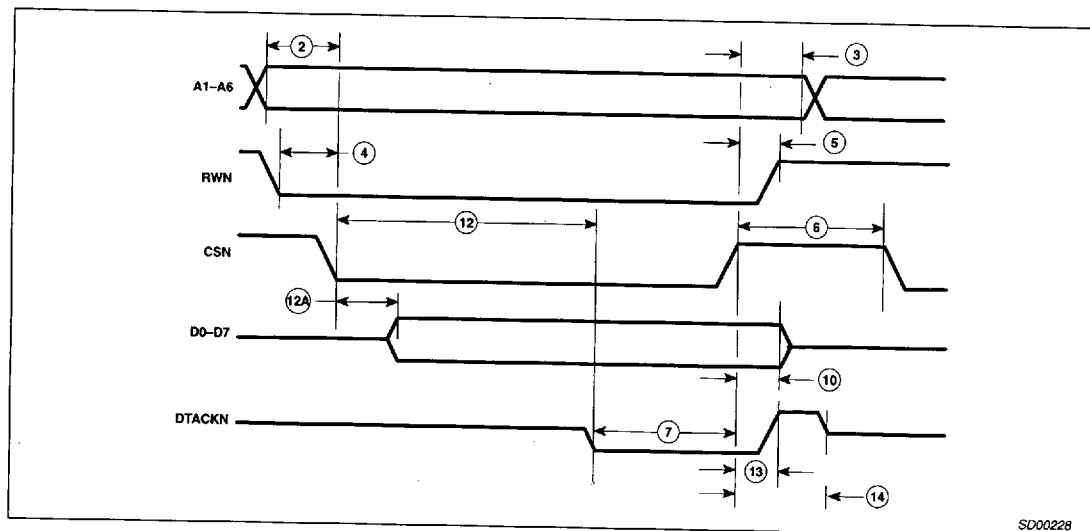 2
3
A1–A6
4
5
RWN
12
6
CSN
12A
D0–D7
10
DTACKN
7
13
14
SD00228